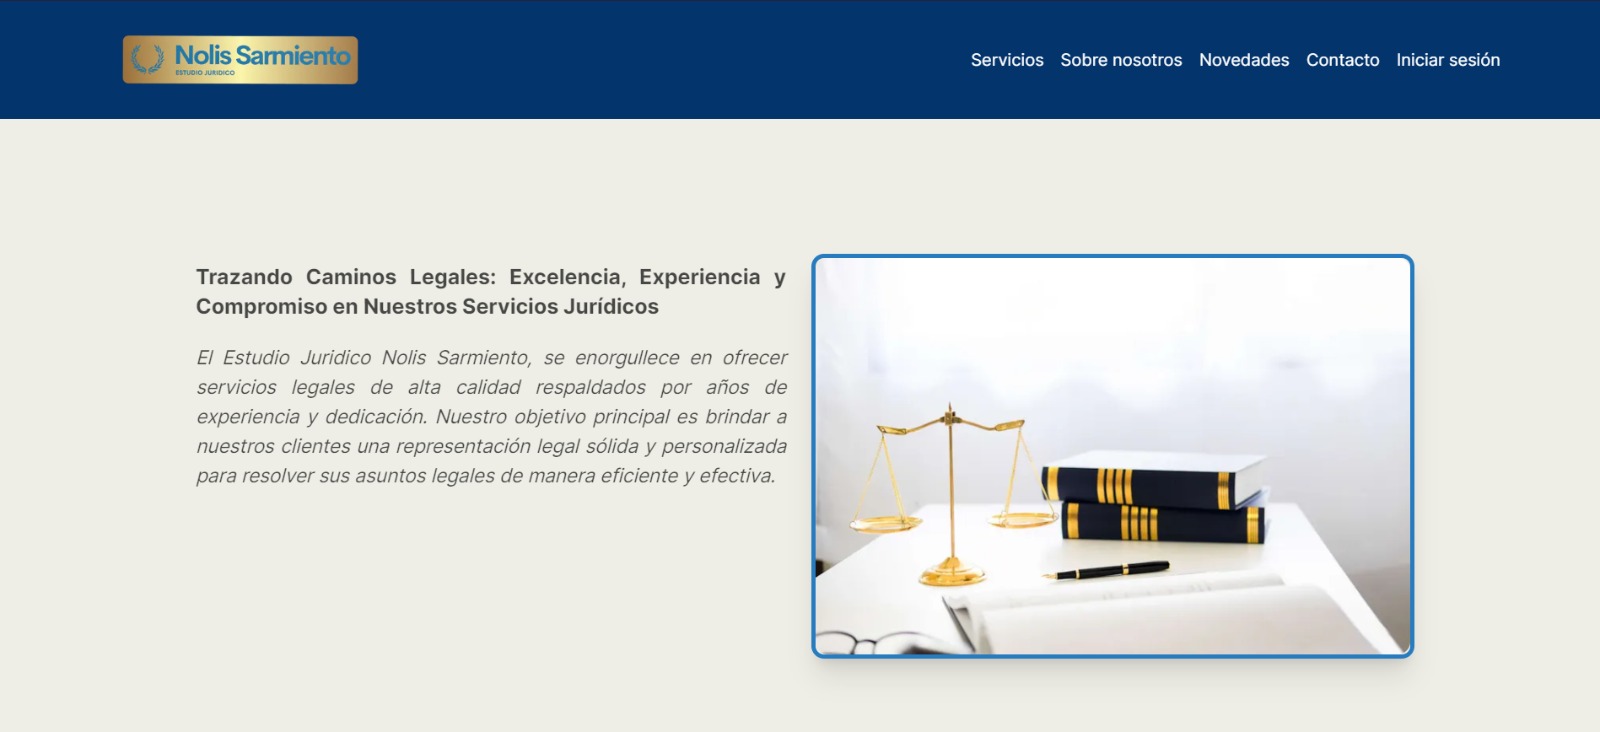 Nolis Sarmiento
ESTUDIO JURIDICO
Servicios Sobre nosotros Novedades Contacto Iniciar sesión
Trazando Caminos Legales: Excelencia, Experiencia y
Compromiso en Nuestros Servicios Jurídicos
El Estudio Juridico Nolis Sarmiento, se enorgullece en ofrecer
servicios legales de alta calidad respaldados por años de
experiencia y dedicación. Nuestro objetivo principal es brindar a
nuestros clientes una representación legal sólida y personalizada
para resolver sus asuntos legales de manera eficiente y efectiva.